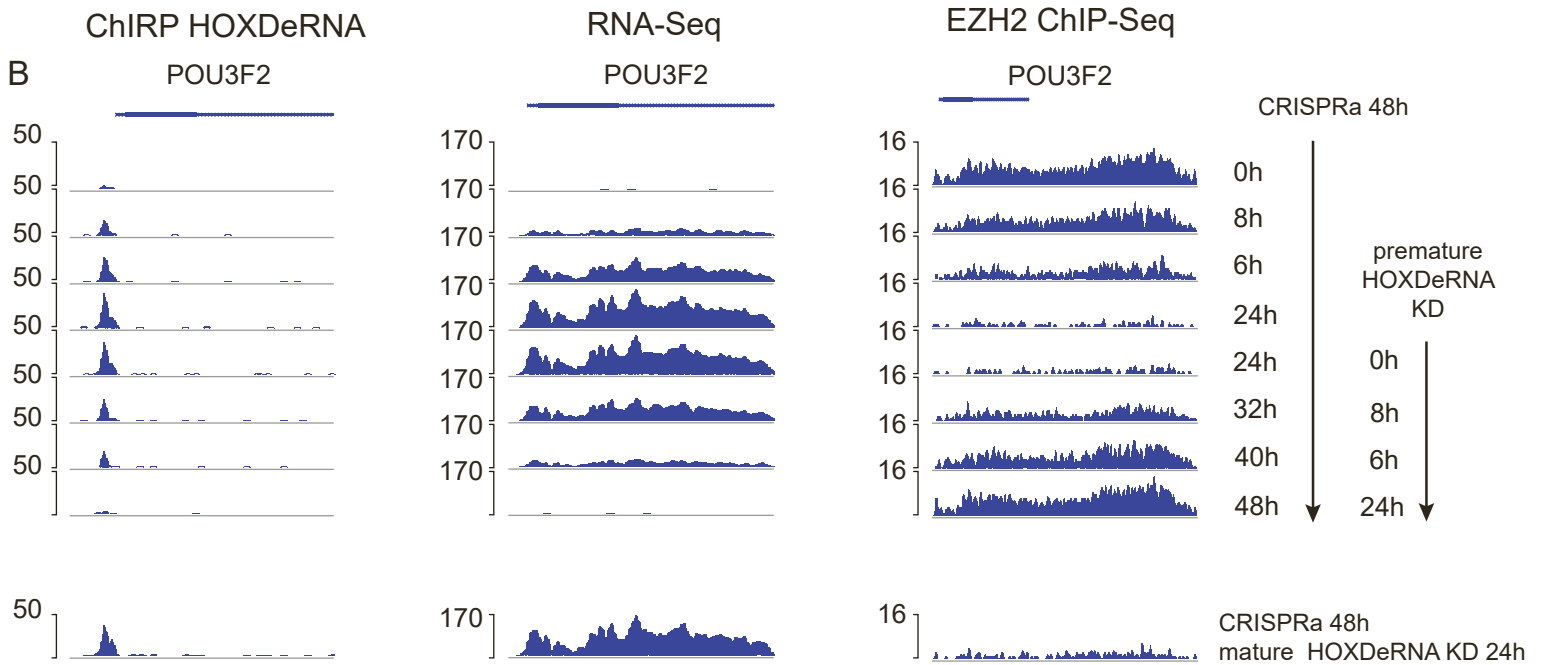 ChIRP HOXDeRNA
RNA-Seq
EZH2 ChIP-Seq
B
POU3F2
POU3F2
POU3F2
CRISPRa 48h
50
50
50
50
50
50
50
50
170
170
170
170
170
170
170
170
16
16
16
16
16
16
16
16
0h
8h
6h
24h
24h
32h
40h
48h
premature
HOXDeRNA
KD
0h
8h
6h
24h
50
170
16
CRISPRa 48h
mature HOXDeRNA KD 24h